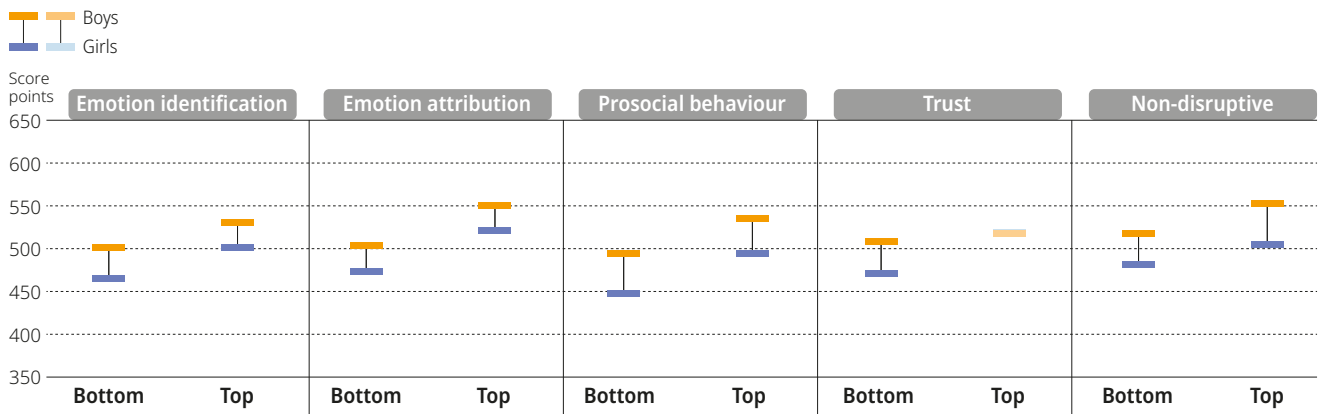 Boys
Girls
Score
points
Emotion identification Emotion attribution Prosocial behaviour Trust Non-disruptive
650
600
550
500
450
400
350
Bottom Top Bottom Top Bottom Top Bottom Top Bottom Top